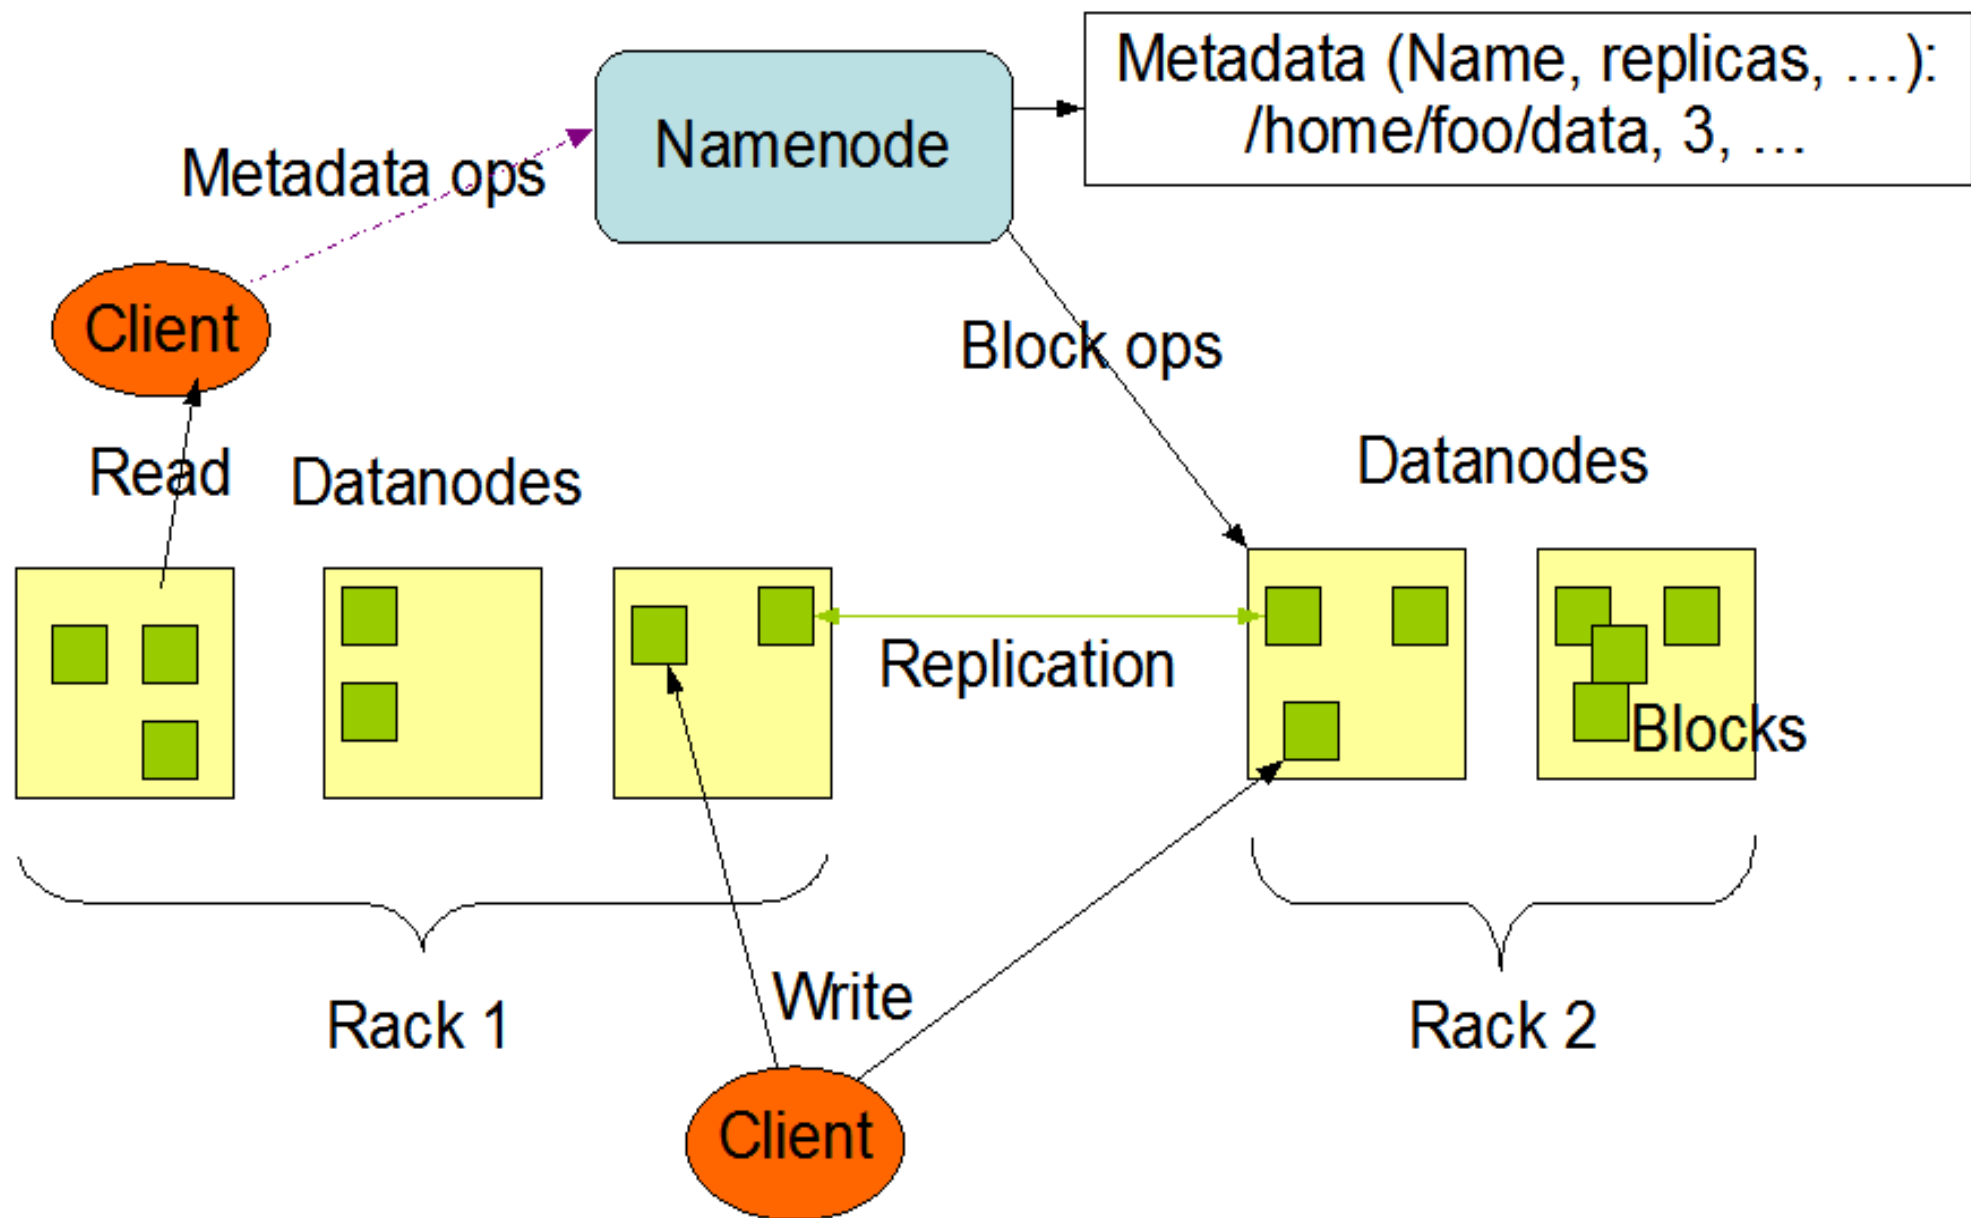 Metadata (Name, replicas, …):
/home/foo/data, 3, …
Namenode
Metadata ops
Client
Block ops
Read
Datanodes
Datanodes
Replication
Blocks
Rack 1
Write
Rack 2
Client